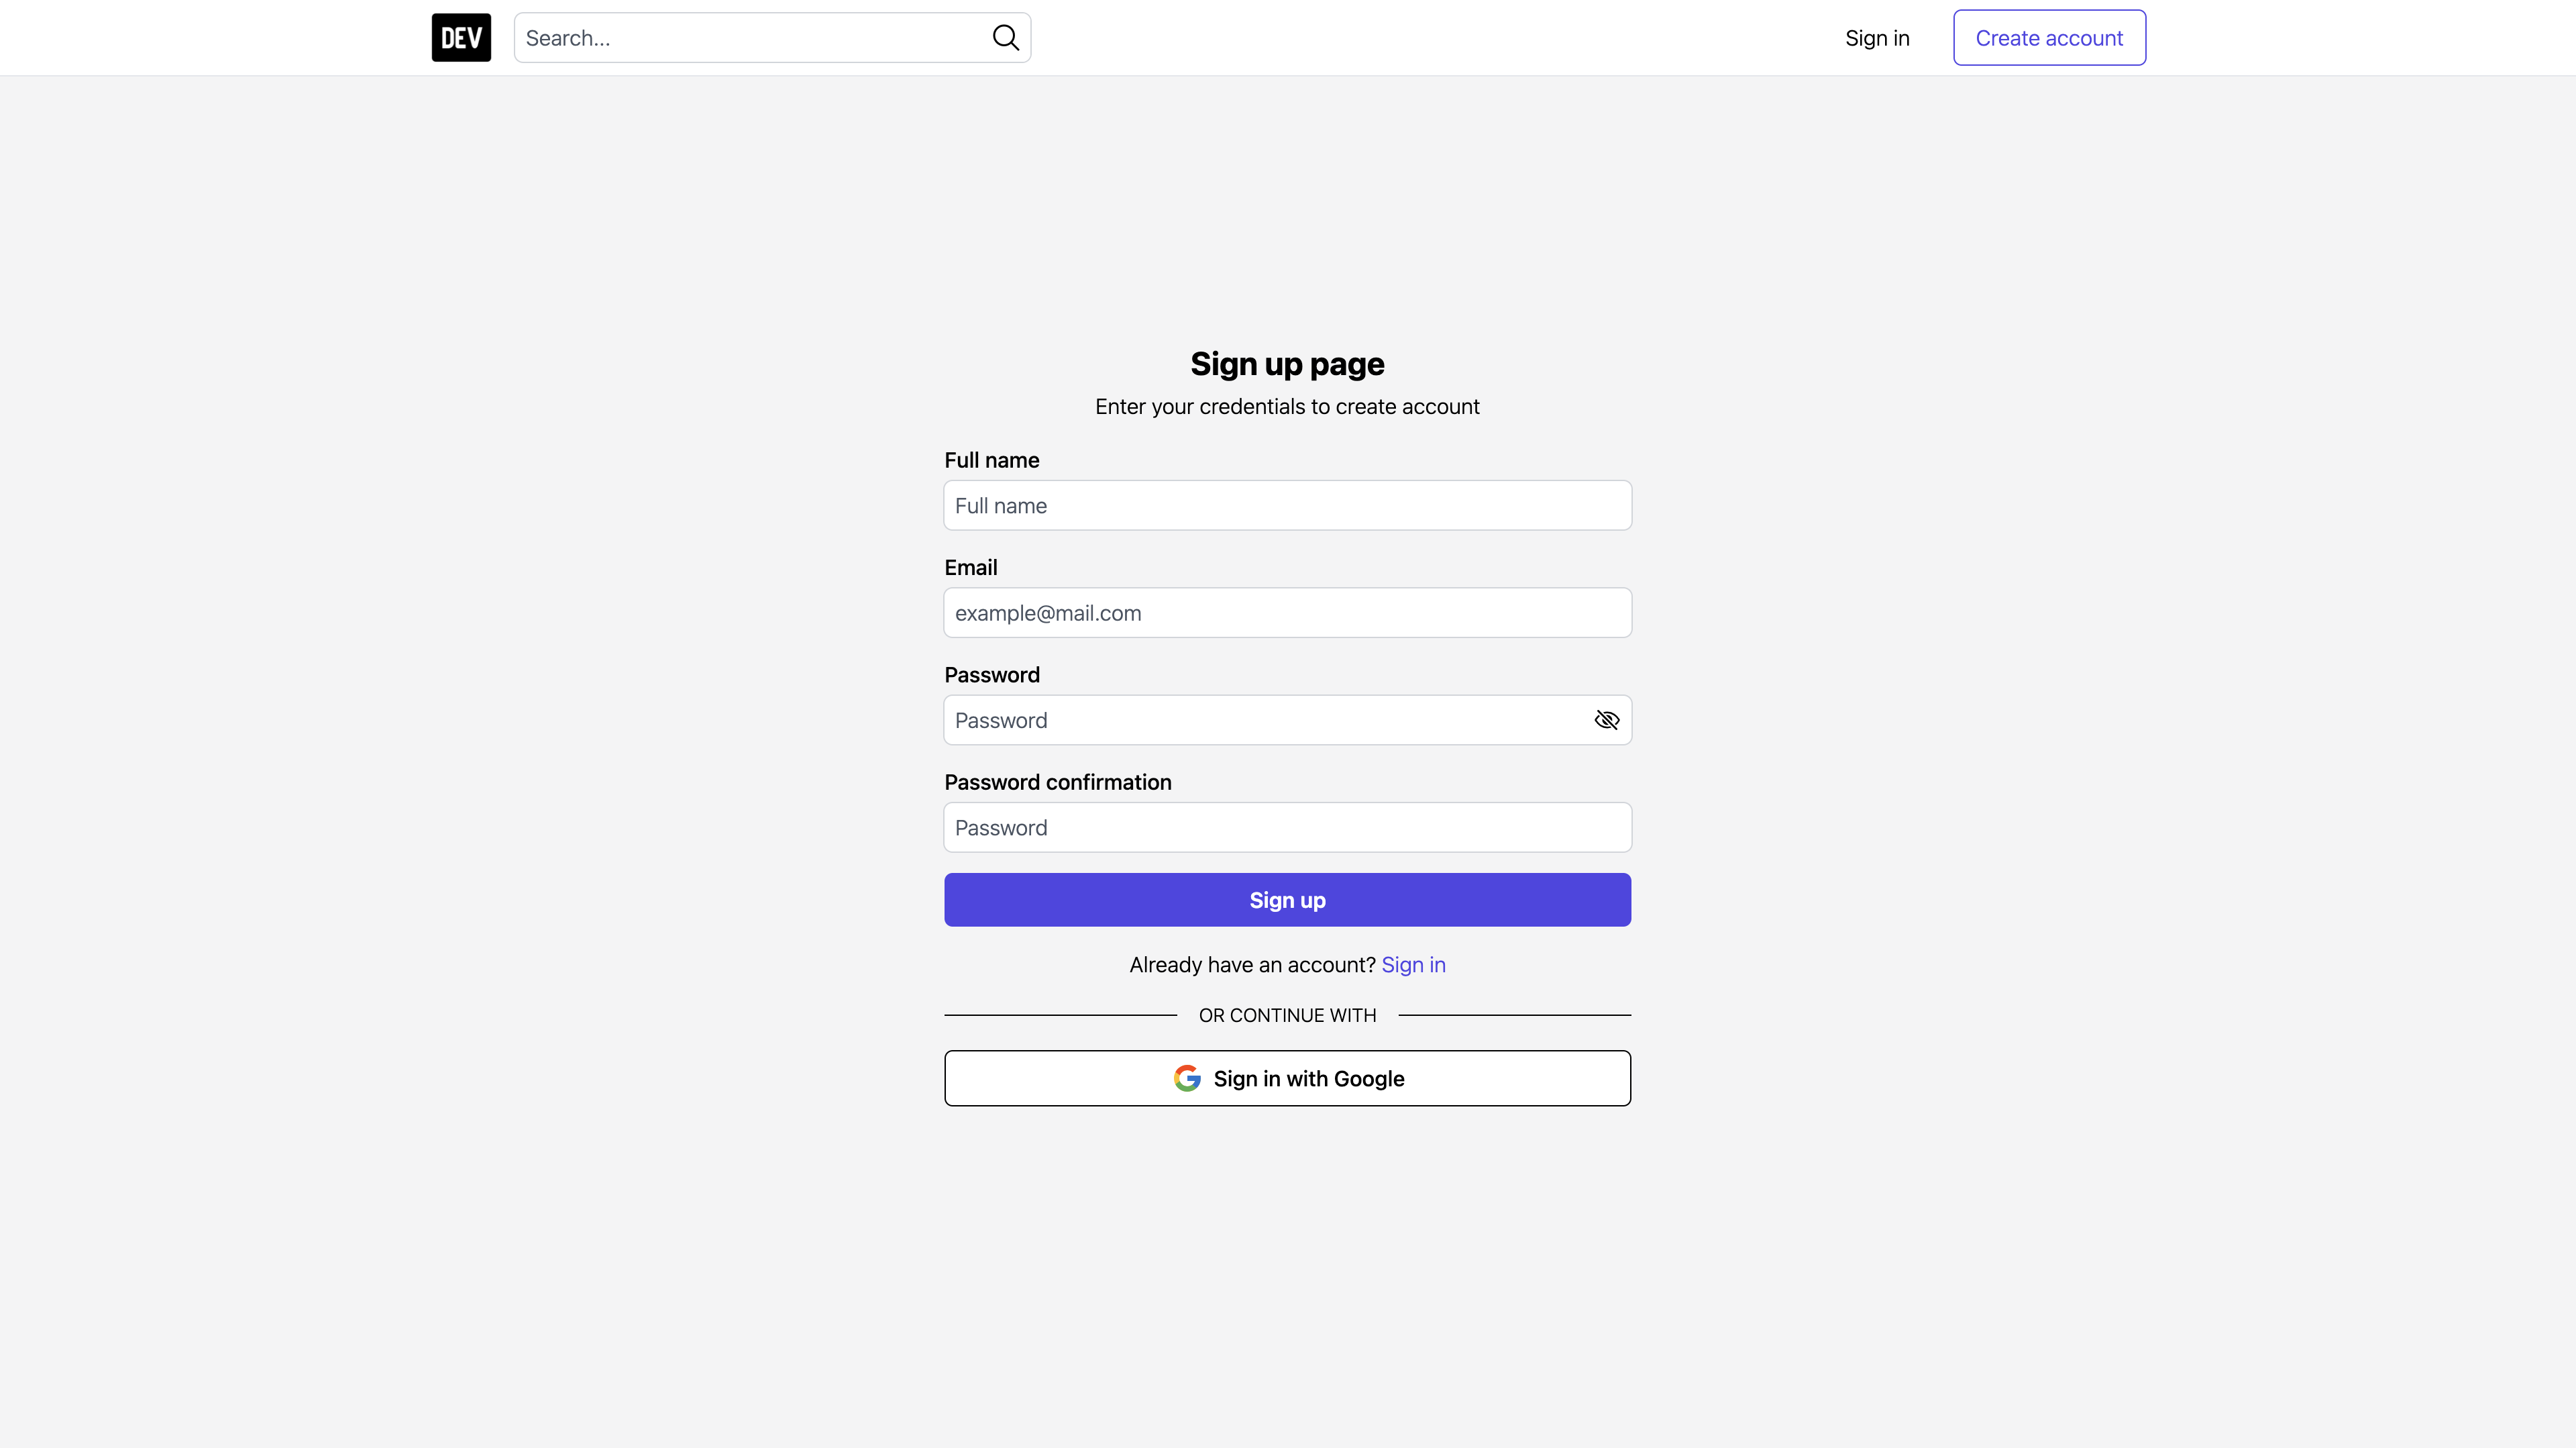 DEV
Search...
Sign in
Create account
Sign up page
Enter your credentials to create account
Full name
Full name
Email
example@mail.com
Password
Password
Password confirmation
Password
Sign up
Already have an account? Sign in
OR CONTINUE WITH
Sign in with Google